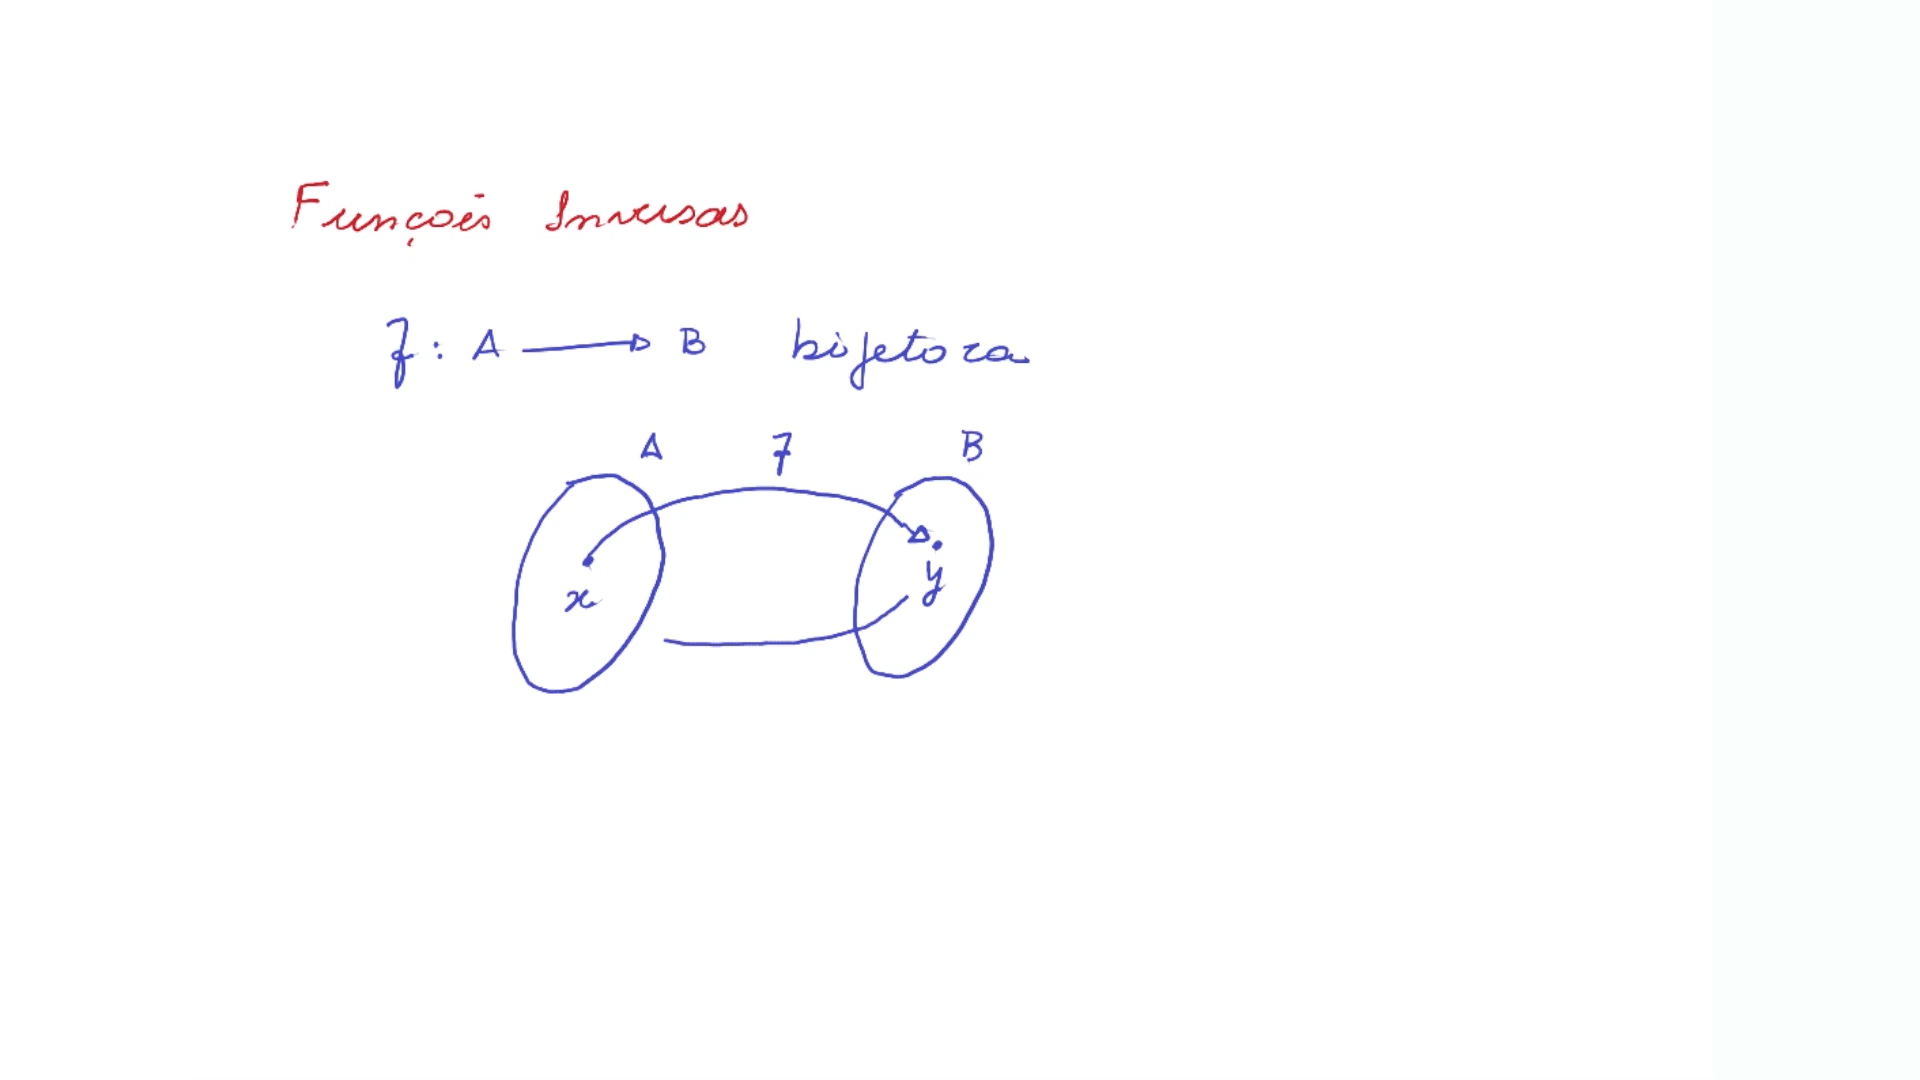 Funções Inversas
f: A → B bijetora
A f B
x y